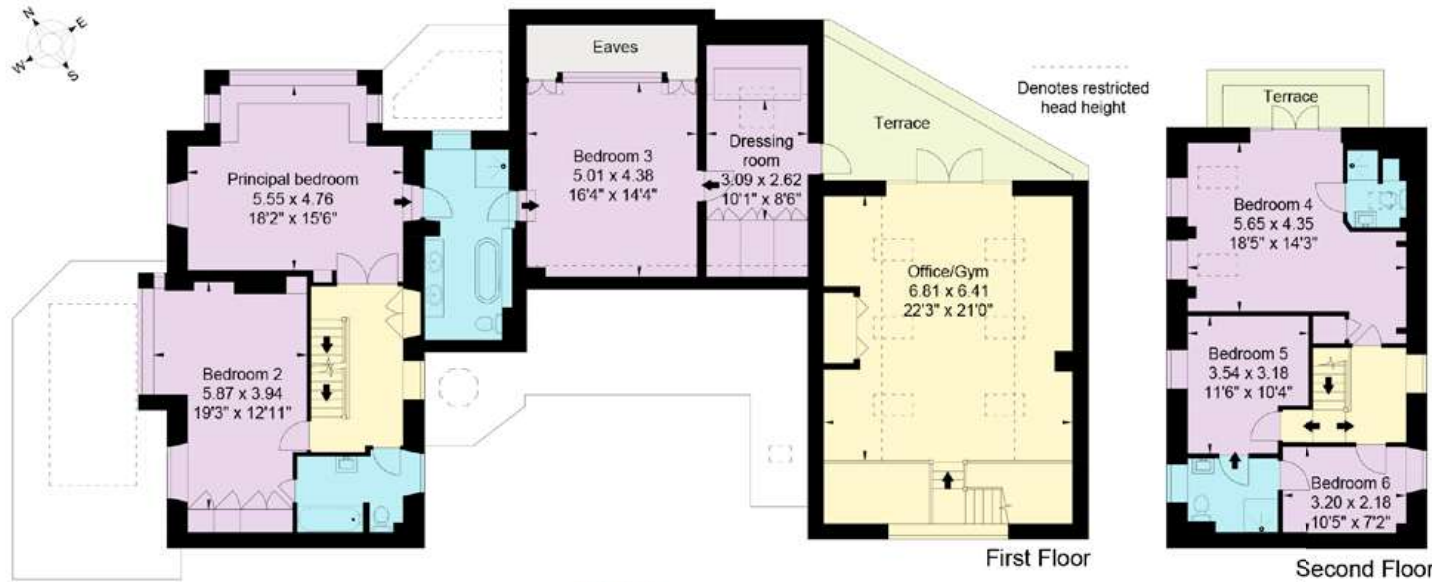 N
E
W
S
Eaves
Denotes restricted
head height
Terrace
Principal bedroom
5.55 x 4.76
18'2" x 15'6"
Bedroom 3
5.01 x 4.38
16'4" x 14'4"
Dressing
room
3.09 x 2.62
10'1" x 8'6"
Terrace
Bedroom 2
5.87 x 3.94
19'3" x 12'11"
Office/Gym
6.81 x 6.41
22'3" x 21'0"
Bedroom 4
5.65 x 4.35
18'5" x 14'3"
Bedroom 5
3.54 x 3.18
11'6" x 10'4"
Bedroom 6
3.20 x 2.18
10'5" x 7'2"
First Floor
Second Floor